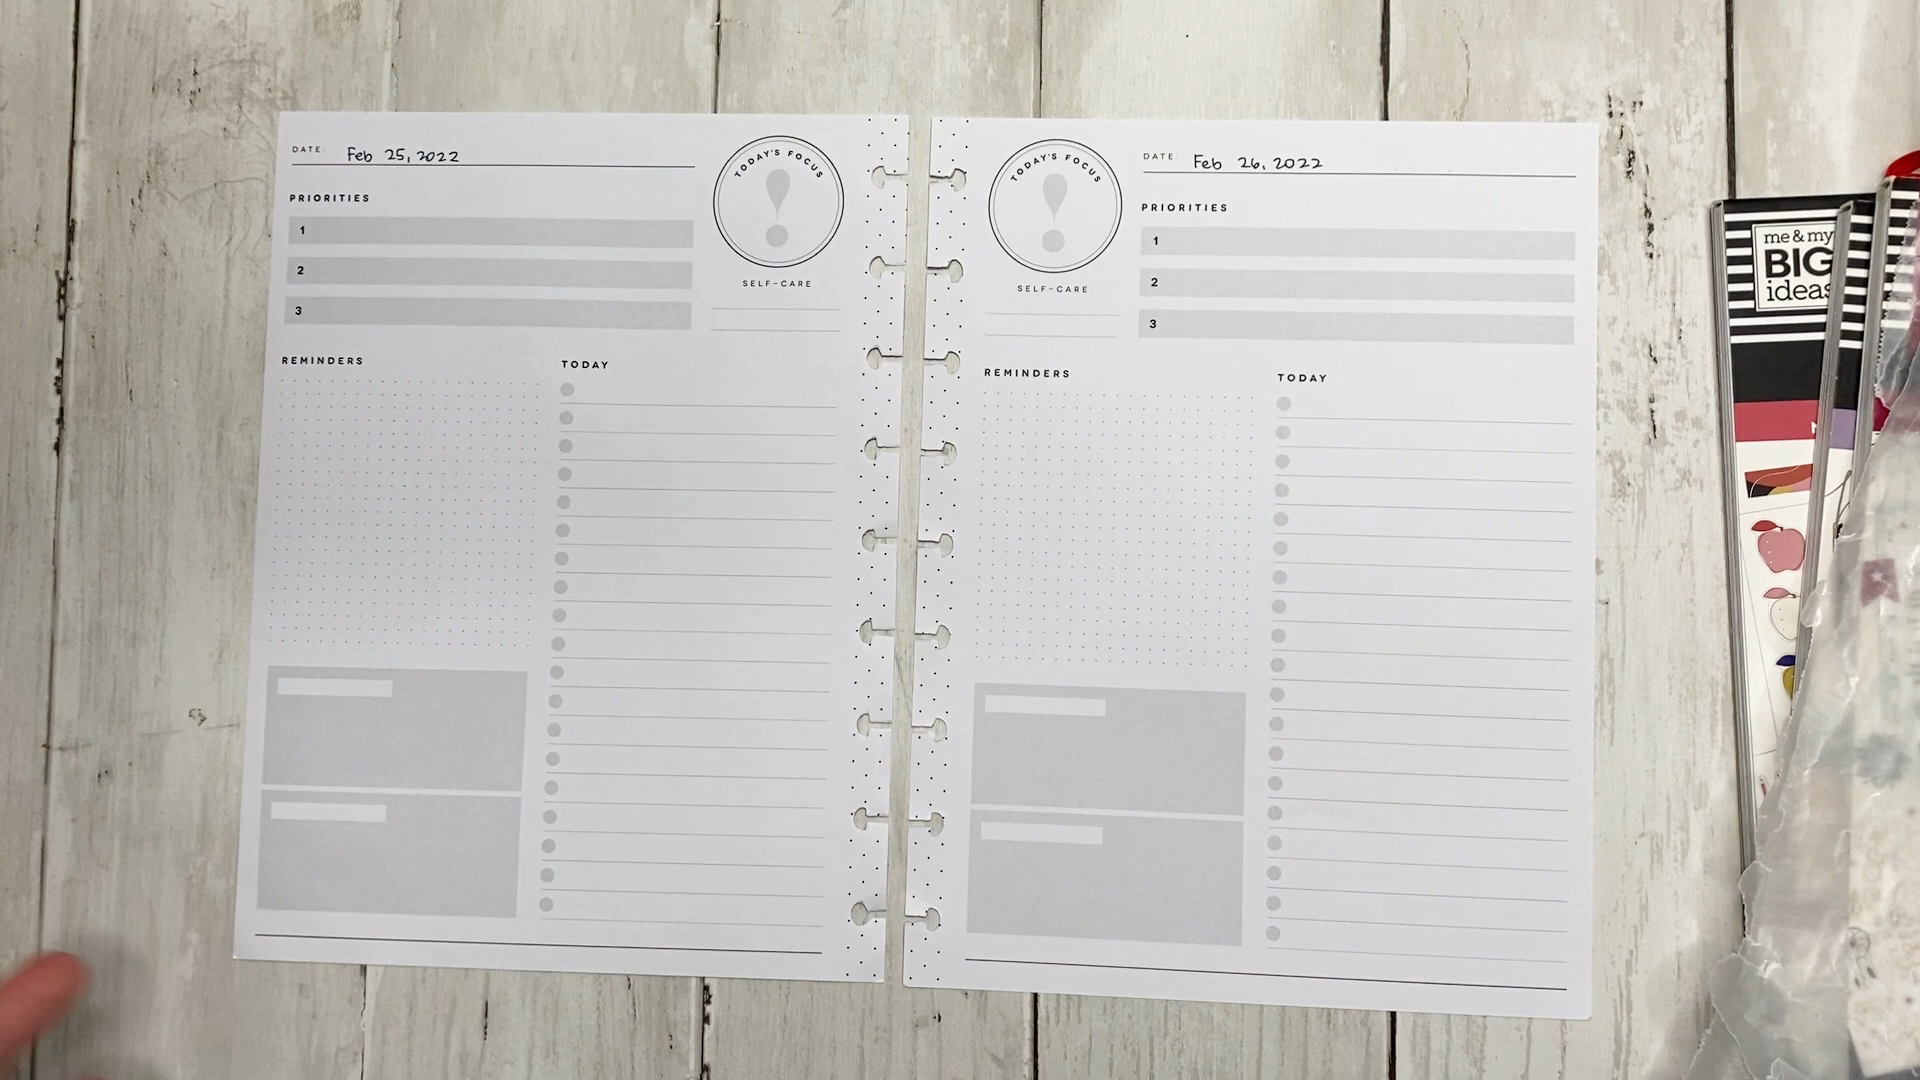 DATE: Feb 25, 2022
TODAY'S FOCUS
PRIORITIES
1
2
3
SELF-CARE
REMINDERS
TODAY
TODAY'S FOCUS
DATE: Feb 26, 2022
PRIORITIES
1
2
3
SELF-CARE
REMINDERS
TODAY
me & my
BIG
ideas